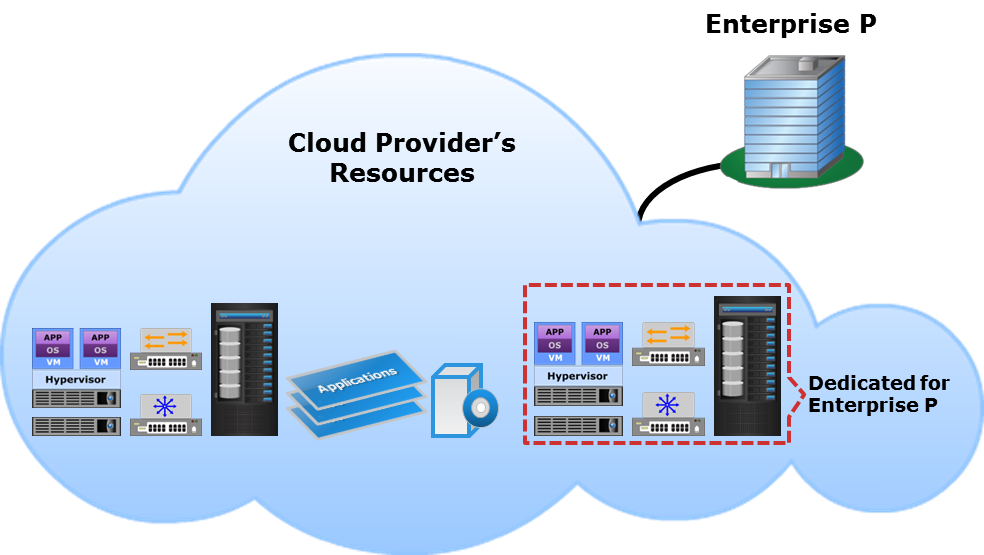 Enterprise P
Cloud Provider’s
Resources
APP
OS
VM
APP
OS
VM
Hypervisor
Applications
APP
OS
VM
APP
OS
VM
Hypervisor
Dedicated for
Enterprise P